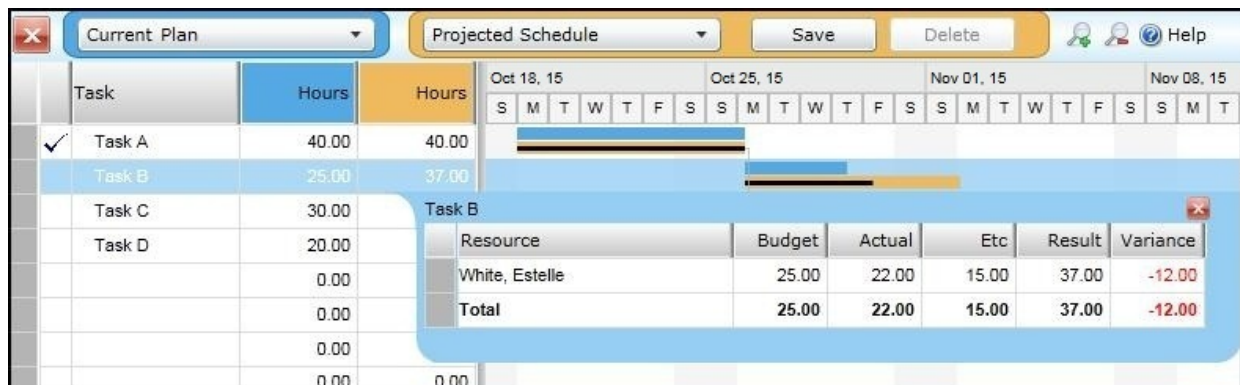 Current Plan Projected Schedule Save Delete Help
Task Hours Hours Oct 18, 15 Oct 25, 15 Nov 01, 15 Nov 08, 15
S M T W T F S S M T W T F S S M T W T F S S M T
Task A 40.00 40.00
Task B 25.00 37.00
Task C 30.00 Task B
Resource Budget Actual Etc Result Variance
Task D 20.00
White, Estelle 25.00 22.00 15.00 37.00 -12.00
0.00
Total 25.00 22.00 15.00 37.00 -12.00
0.00
0.00
0.00 0.00